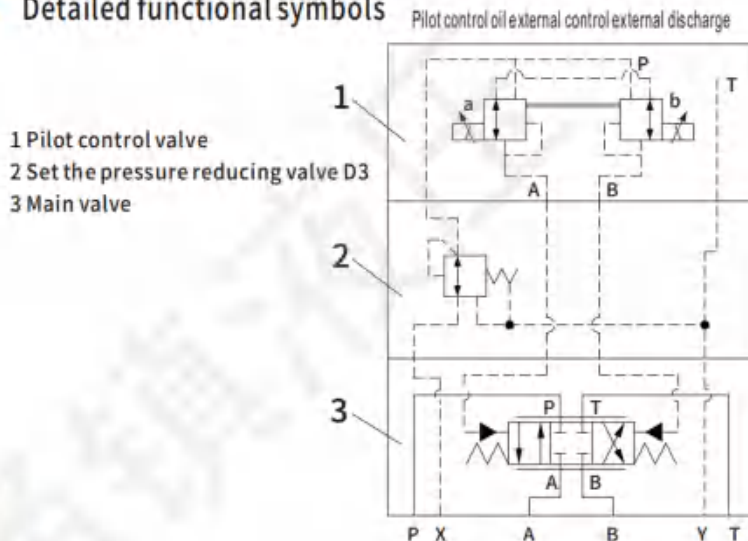 Detailed functional symbols
Pilot control oil external control external discharge
1 Pilot control valve
2 Set the pressure reducing valve D3
3 Main valve
1
P
T
a
b
A
B
2
3
P
T
A
B
P
X
A
B
Y
T